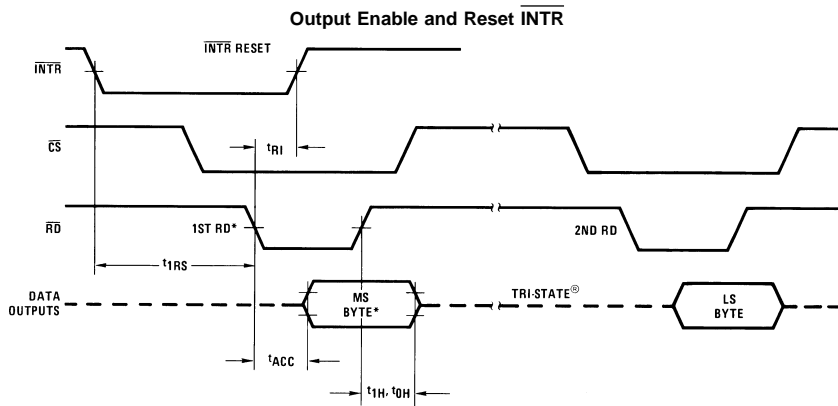 Output Enable and Reset INTR
INTR RESET
INTR
CS
tRI
RD
1ST RD*
2ND RD
t1RS
DATA
OUTPUTS
MS
BYTE*
TRI-STATE®
LS
BYTE
tACC
t1H, t0H